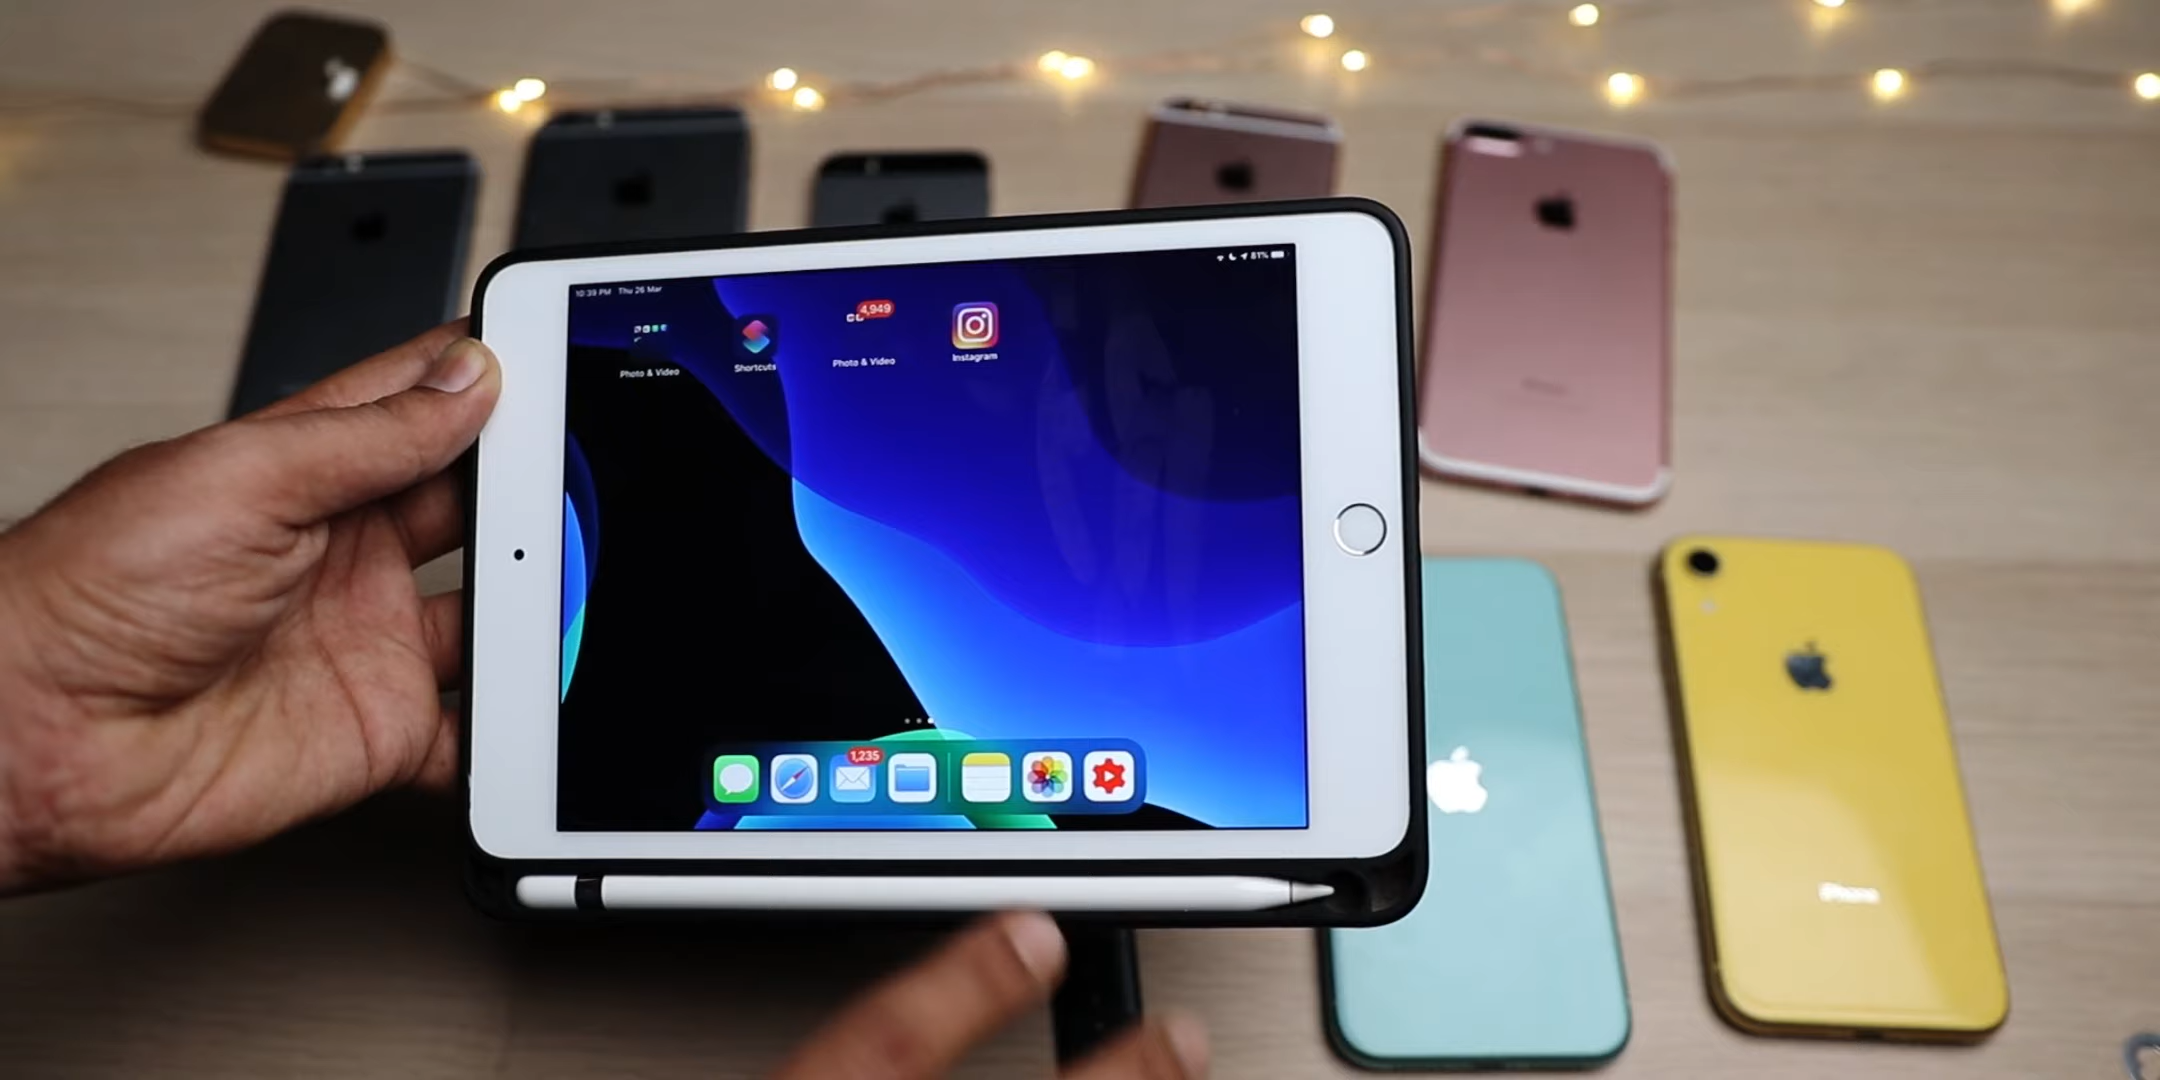 10:39 PM Thu 26 Mar
81%
4,949
Photo & Video
Shortcuts
Photo & Video
Instagram
1,235
iPhone